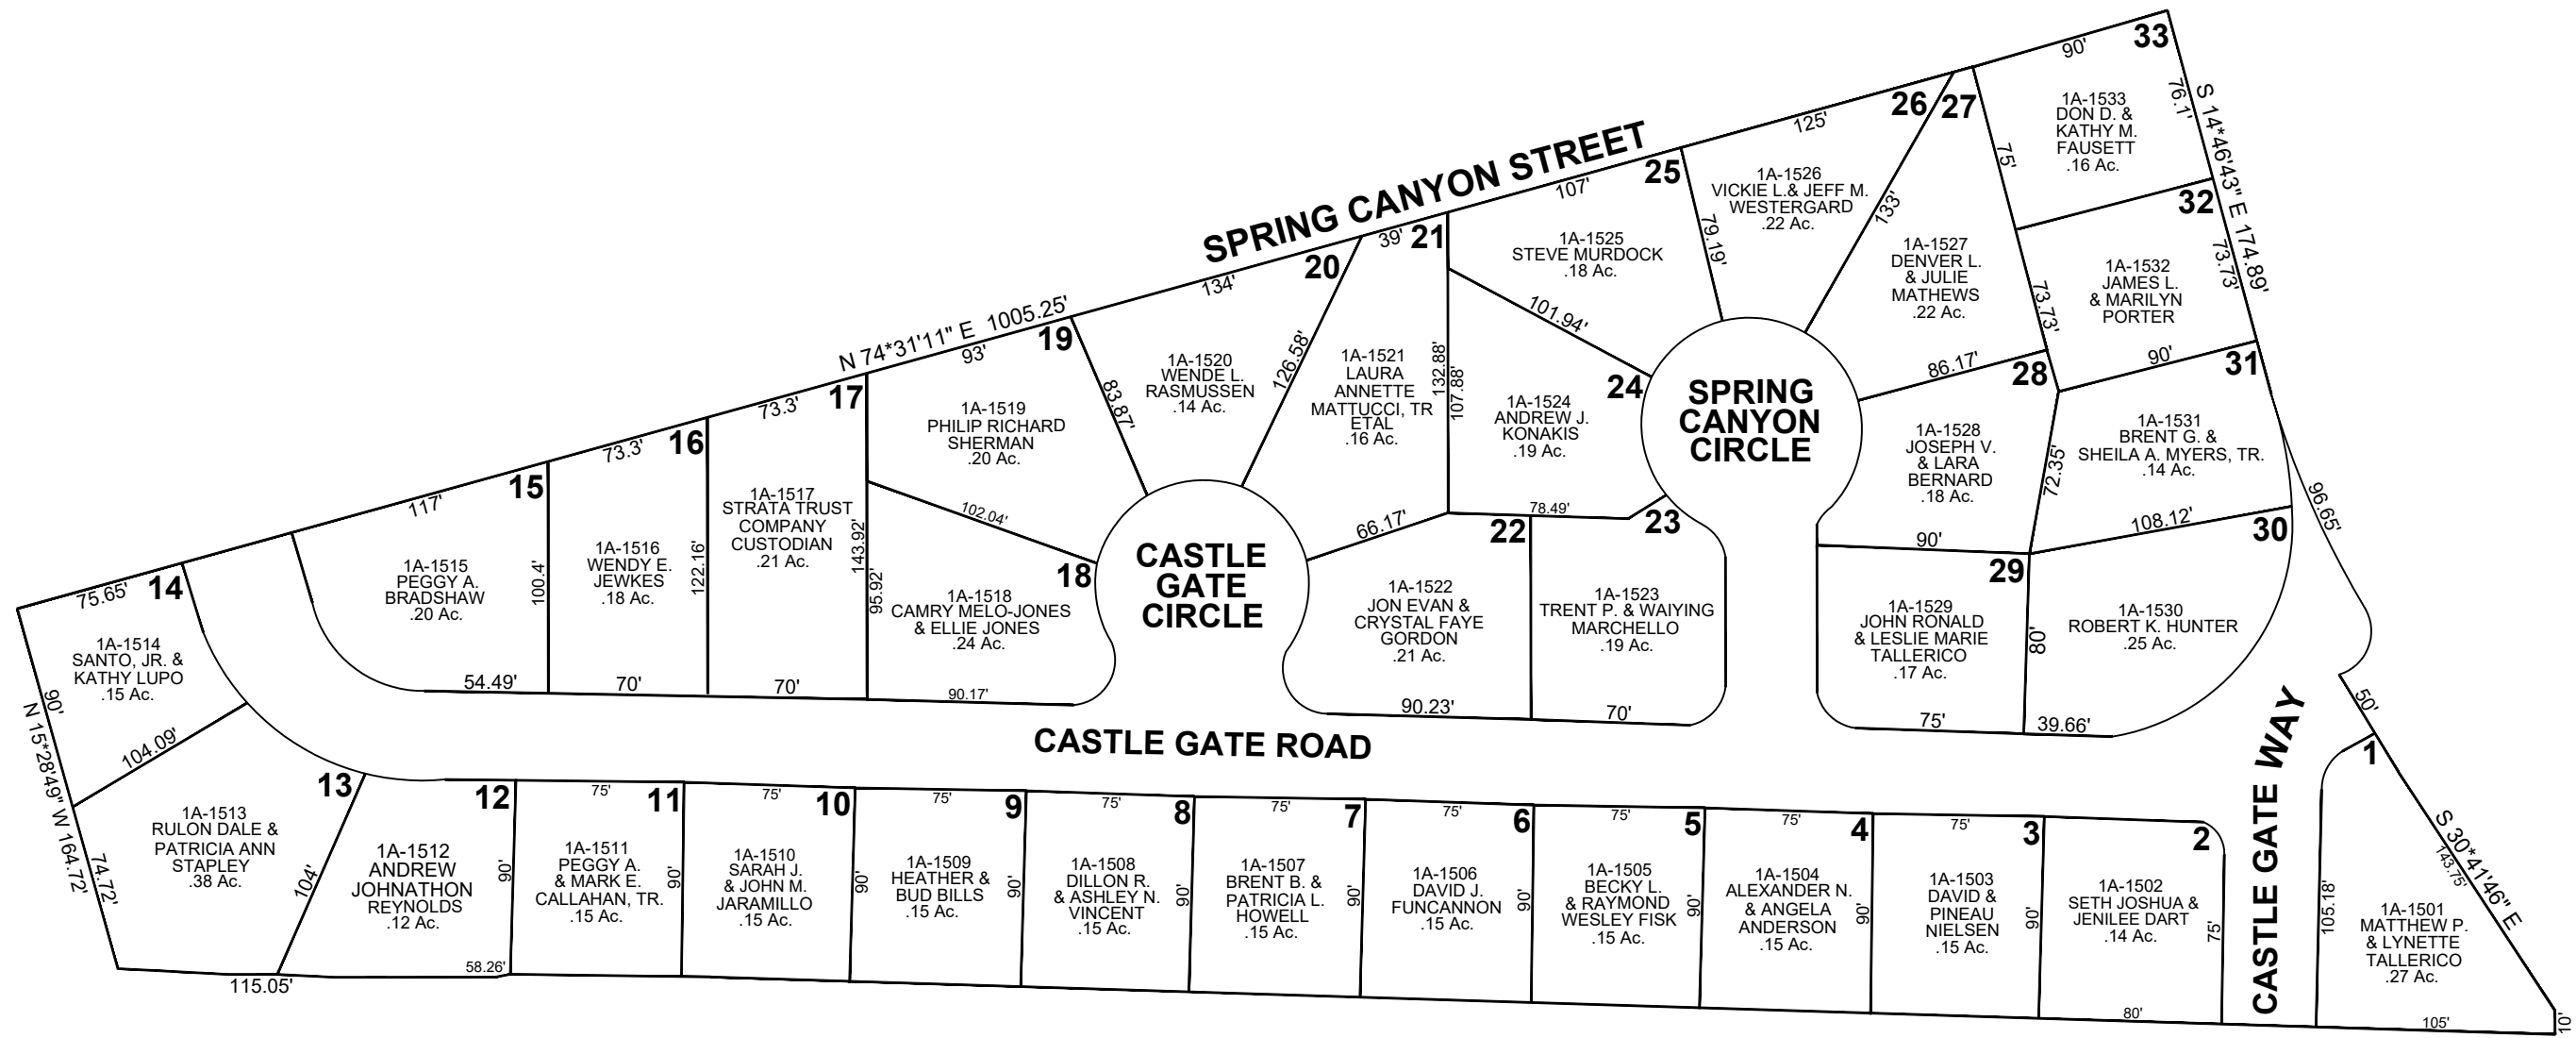 SPRING CANYON STREET
N 74*31'11" E 1005.25'
33
90'
76.1'
S 14*46'43" E 174.89'
1A-1533
DON D. &
KATHY M.
FAUSETT
.16 Ac.
75'
32
73.73'
1A-1532
JAMES L.
& MARILYN
PORTER
73.73'
90'
31
1A-1531
BRENT G. &
SHEILA A. MYERS, TR.
.14 Ac.
72.35'
108.12'
96.65'
30
1A-1530
ROBERT K. HUNTER
.25 Ac.
80'
39.66'
26
125'
1A-1526
VICKIE L.& JEFF M.
WESTERGARD
.22 Ac.
133'
27
1A-1527
DENVER L.
& JULIE
MATHEWS
.22 Ac.
86.17'
28
1A-1528
JOSEPH V.
& LARA
BERNARD
.18 Ac.
90'
29
1A-1529
JOHN RONALD
& LESLIE MARIE
TALLERICO
.17 Ac.
75'
25
107'
79.19'
1A-1525
STEVE MURDOCK
.18 Ac.
101.94'
24
1A-1524
ANDREW J.
KONAKIS
.19 Ac.
107.88'
78.49'
SPRING
CANYON
CIRCLE
23
1A-1523
TRENT P. & WAIYING
MARCHELLO
.19 Ac.
70'
22
1A-1522
JON EVAN &
CRYSTAL FAYE
GORDON
.21 Ac.
90.23'
66.17'
21
39'
1A-1521
LAURA
ANNETTE
MATTUCCI, TR
ETAL
.16 Ac.
132.88'
20
134'
126.58'
1A-1520
WENDE L.
RASMUSSEN
.14 Ac.
83.87'
19
93'
1A-1519
PHILIP RICHARD
SHERMAN
.20 Ac.
102.04'
CASTLE
GATE
CIRCLE
18
1A-1518
CAMRY MELO-JONES
& ELLIE JONES
.24 Ac.
95.92'
90.17'
17
73.3'
1A-1517
STRATA TRUST
COMPANY
CUSTODIAN
.21 Ac.
143.92'
70'
16
73.3'
1A-1516
WENDY E.
JEWKES
.18 Ac.
122.16'
70'
15
117'
1A-1515
PEGGY A.
BRADSHAW
.20 Ac.
100.4'
54.49'
14
75.65'
1A-1514
SANTO, JR. &
KATHY LUPO
.15 Ac.
90'
104.09'
N 15*28'49" W 164.72'
CASTLE GATE ROAD
13
1A-1513
RULON DALE &
PATRICIA ANN
STAPLEY
.38 Ac.
74.72'
104'
115.05'
12
1A-1512
ANDREW
JOHNATHON
REYNOLDS
.12 Ac.
90'
58.26'
75'
11
1A-1511
PEGGY A.
& MARK E.
CALLAHAN, TR.
.15 Ac.
90'
75'
10
1A-1510
SARAH J.
& JOHN M.
JARAMILLO
.15 Ac.
90'
75'
9
1A-1509
HEATHER &
BUD BILLS
.15 Ac.
90'
75'
8
1A-1508
DILLON R.
& ASHLEY N.
VINCENT
.15 Ac.
90'
75'
7
1A-1507
BRENT B. &
PATRICIA L.
HOWELL
.15 Ac.
90'
75'
6
1A-1506
DAVID J.
FUNCANNON
.15 Ac.
90'
75'
5
1A-1505
BECKY L.
& RAYMOND
WESLEY FISK
.15 Ac.
90'
75'
4
1A-1504
ALEXANDER N.
& ANGELA
ANDERSON
.15 Ac.
90'
75'
3
1A-1503
DAVID &
PINEAU
NIELSEN
.15 Ac.
90'
2
1A-1502
SETH JOSHUA &
JENILEE DART
.14 Ac.
75'
80'
CASTLE GATE WAY
50'
1
1A-1501
MATTHEW P.
& LYNETTE
TALLERICO
.27 Ac.
105.18'
S 30*41'46" E
143.75'
105'
10'